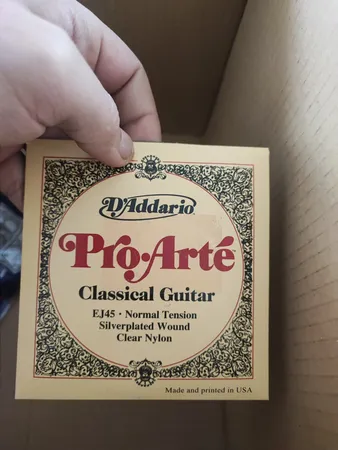 D'Addario
Pro•Arté
Classical Guitar
EJ45 • Normal Tension
Silverplated Wound
Clear Nylon
Made and printed in USA